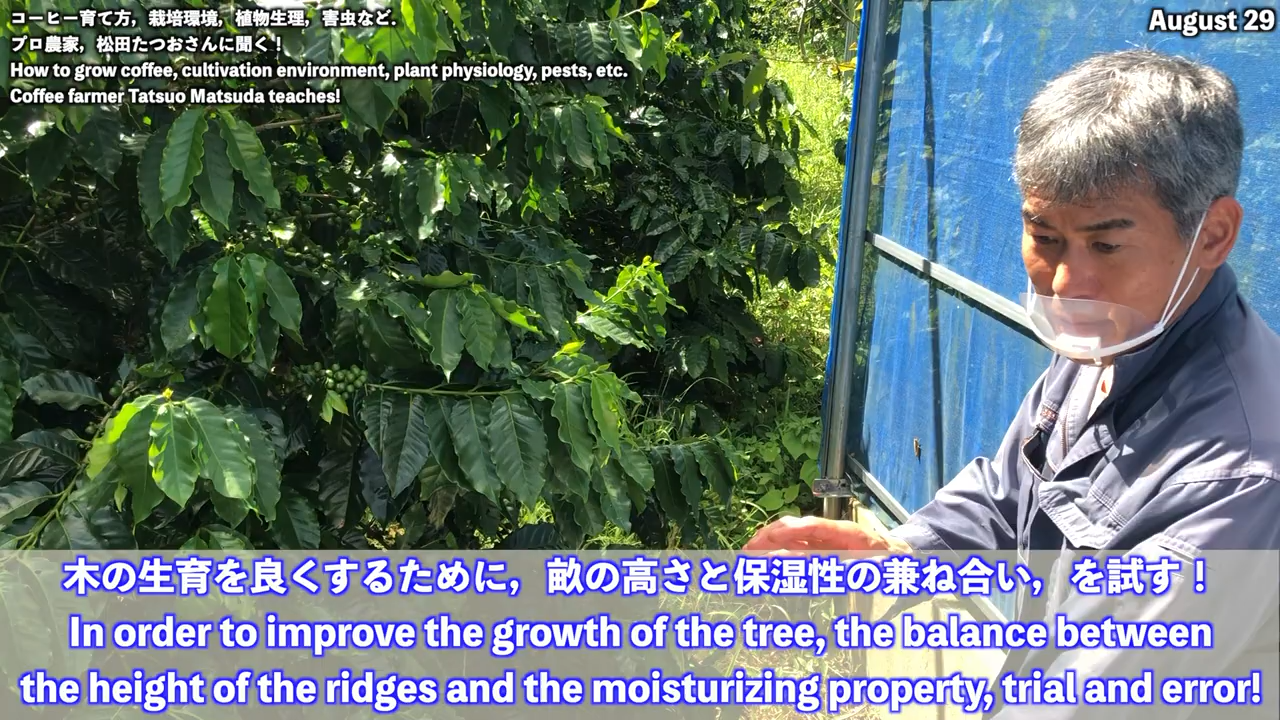 コーヒー育て方，栽培環境，植物生理，害虫など．
プロ農家，松田たつおさんに聞く！
How to grow coffee, cultivation environment, plant physiology, pests, etc.
Coffee farmer Tatsuo Matsuda teaches!
August 29
木の生育を良くするために，畝の高さと保湿性の兼ね合い，を試す！
In order to improve the growth of the tree, the balance between
the height of the ridges and the moisturizing property, trial and error!